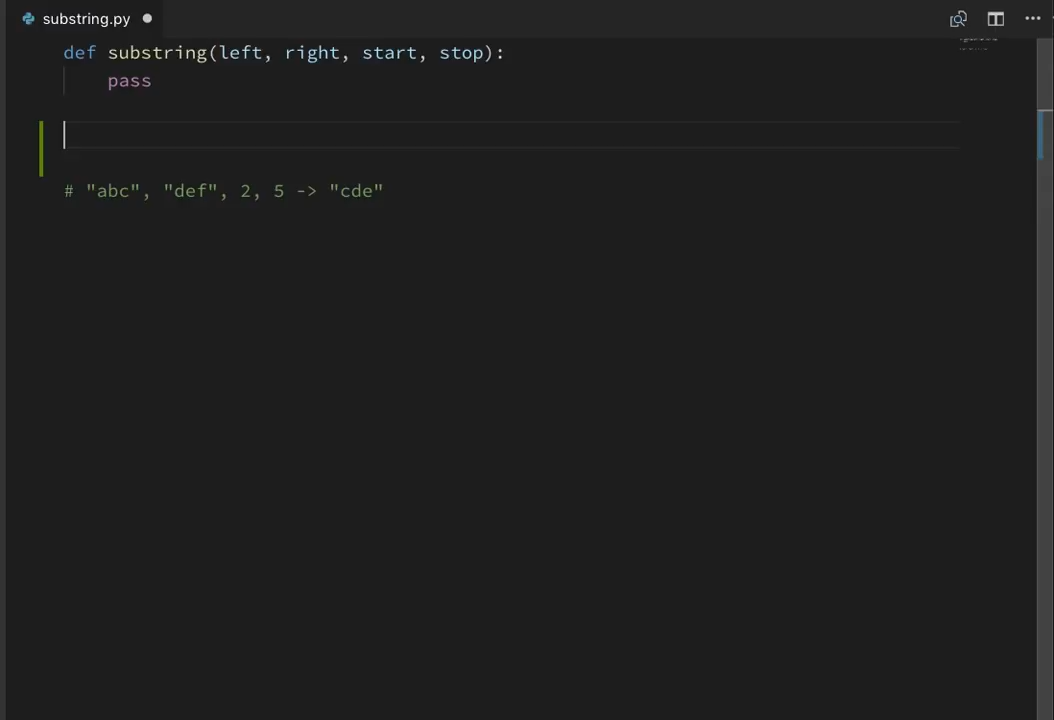 substring.py
def substring(left, right, start, stop):
    pass
# "abc", "def", 2, 5 -> "cde"